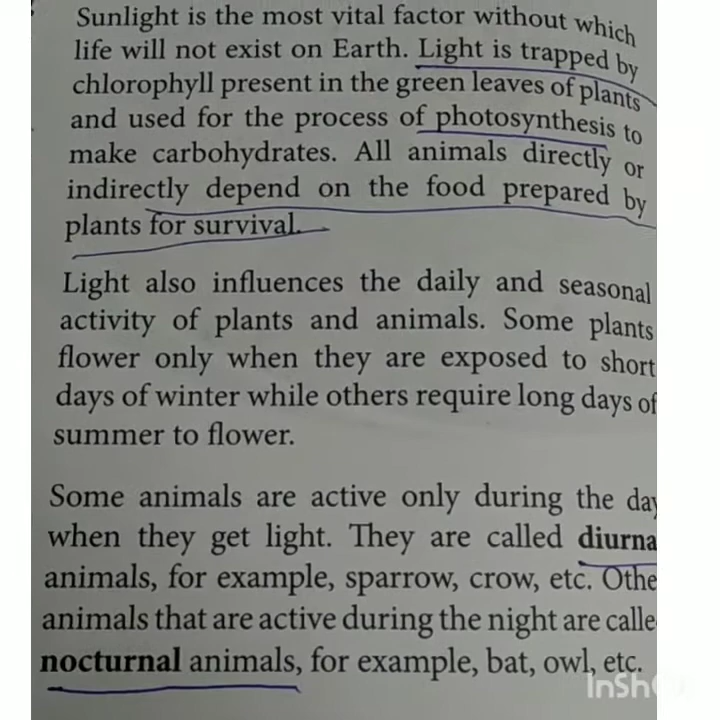 Sunlight is the most vital factor without which
life will not exist on Earth. Light is trapped by
chlorophyll present in the green leaves of plants
and used for the process of photosynthesis to
make carbohydrates. All animals directly or
indirectly depend on the food prepared by
plants for survival.
Light also influences the daily and seasonal
activity of plants and animals. Some plants
flower only when they are exposed to short
days of winter while others require long days of
summer to flower.
Some animals are active only during the day
when they get light. They are called diurna
animals, for example, sparrow, crow, etc. Othe
animals that are active during the night are calle
nocturnal animals, for example, bat, owl, etc.
InSh